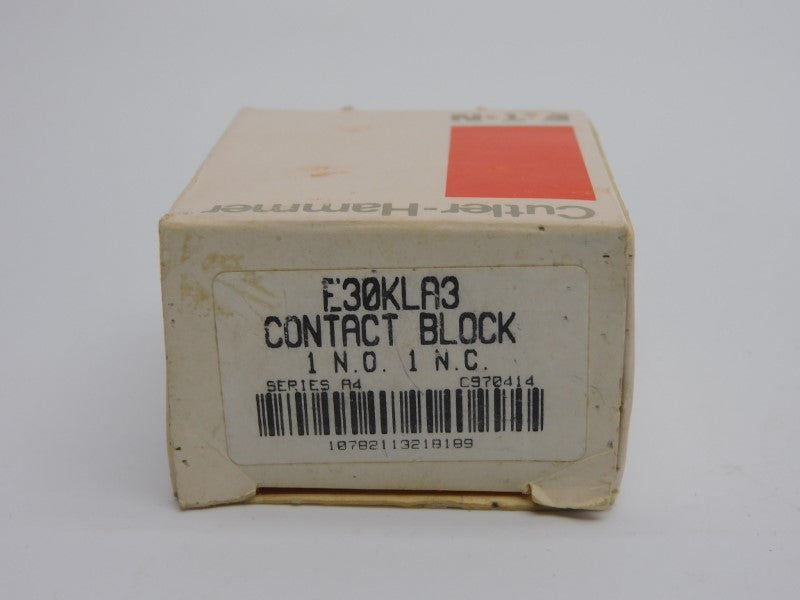 E·T·N
Cutler-Hammer
E30KLA3
CONTACT BLOCK
1 N.O. 1 N.C.
SERIES A4 C970414
10782113218189